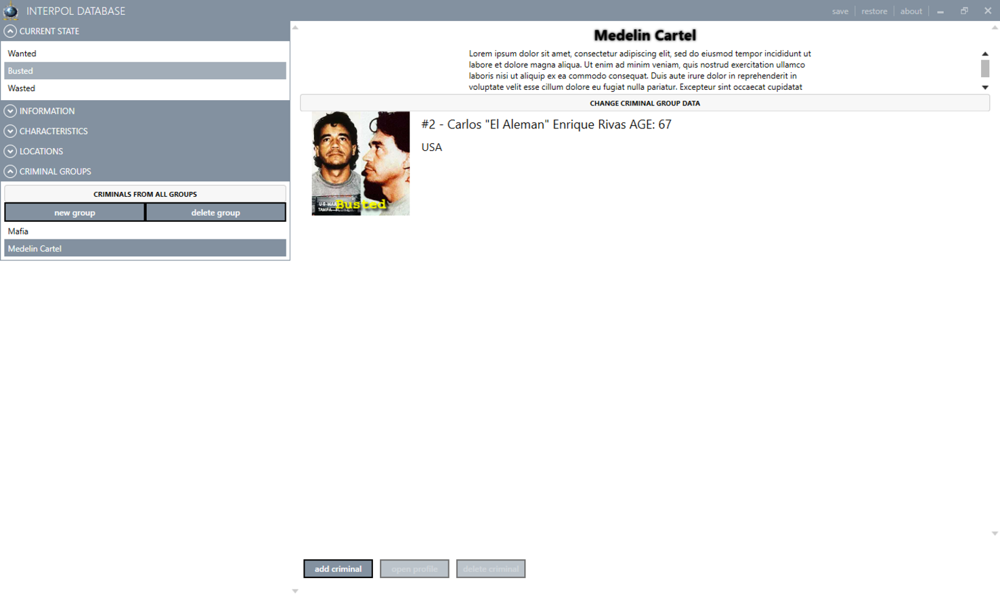 INTERPOL DATABASE
save
restore
about
CURRENT STATE
Wanted
Busted
Wasted
INFORMATION
CHARACTERISTICS
LOCATIONS
CRIMINAL GROUPS
CRIMINALS FROM ALL GROUPS
new group
delete group
Mafia
Medelin Cartel
Medelin Cartel
Lorem ipsum dolor sit amet, consectetur adipiscing elit, sed do eiusmod tempor incididunt ut
labore et dolore magna aliqua. Ut enim ad minim veniam, quis nostrud exercitation ullamco
laboris nisi ut aliquip ex ea commodo consequat. Duis aute irure dolor in reprehenderit in
voluptate velit esse cillum dolore eu fugiat nulla pariatur. Excepteur sint occaecat cupidatat
CHANGE CRIMINAL GROUP DATA
#2 - Carlos "El Aleman" Enrique Rivas AGE: 67
USA
Busted
add criminal
open profile
delete criminal